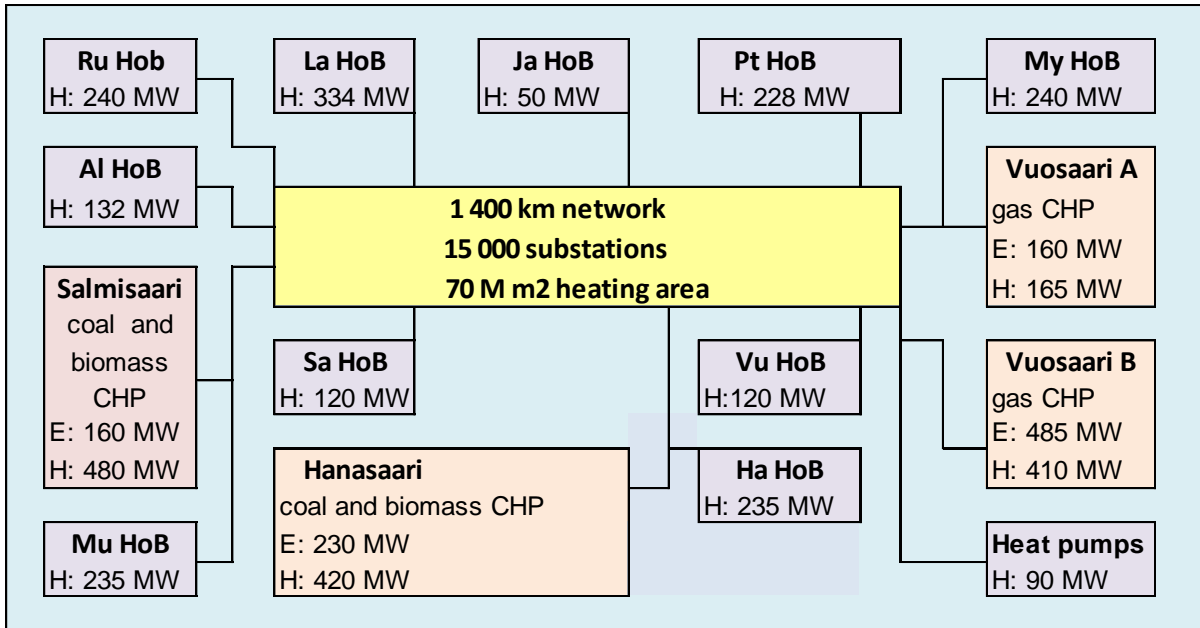 Ru Hob
H: 240 MW
La HoB
H: 334 MW
Ja HoB
H: 50 MW
Pt HoB
H: 228 MW
My HoB
H: 240 MW
Al HoB
H: 132 MW
1 400 km network
15 000 substations
70 M m2 heating area
Vuosaari A
gas CHP
E: 160 MW
H: 165 MW
Salmisaari
coal and
biomass
CHP
E: 160 MW
H: 480 MW
Sa HoB
H: 120 MW
Vu HoB
H:120 MW
Vuosaari B
gas CHP
E: 485 MW
H: 410 MW
Hanasaari
coal and biomass CHP
E: 230 MW
H: 420 MW
Ha HoB
H: 235 MW
Mu HoB
H: 235 MW
Heat pumps
H: 90 MW